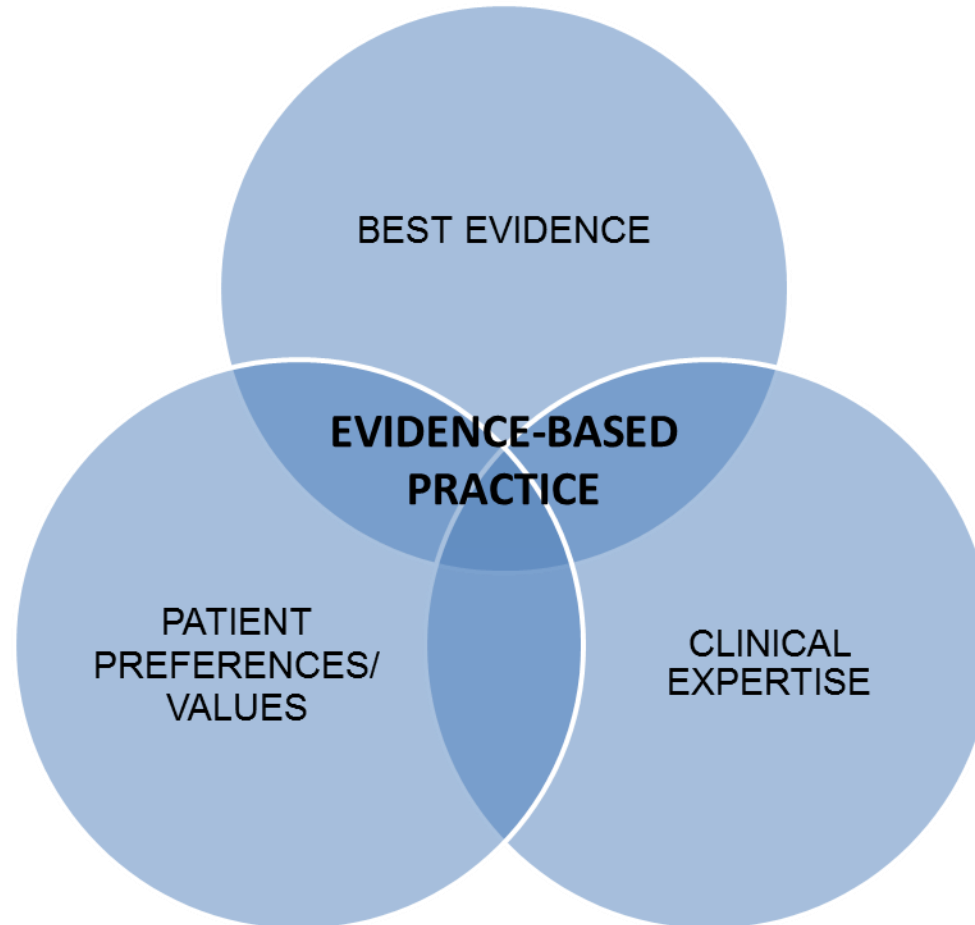 BEST EVIDENCE
EVIDENCE-BASED
PRACTICE
PATIENT
PREFERENCES/
VALUES
CLINICAL
EXPERTISE